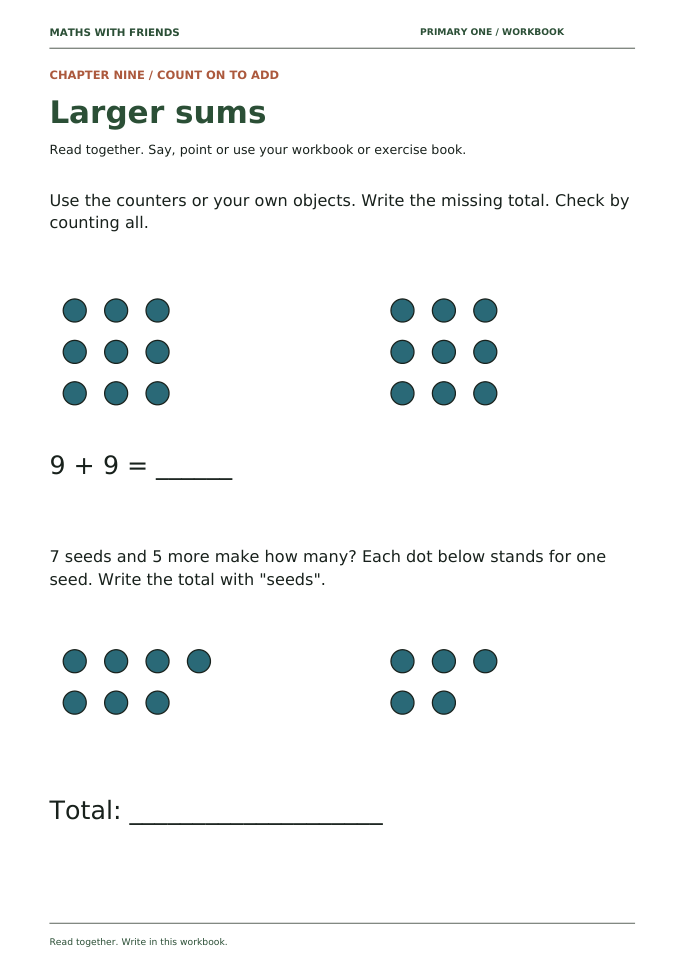 MATHS WITH FRIENDS
PRIMARY ONE / WORKBOOK
CHAPTER NINE / COUNT ON TO ADD
Larger sums
Read together. Say, point or use your workbook or exercise book.
Use the counters or your own objects. Write the missing total. Check by
counting all.
9 + 9 = ______
7 seeds and 5 more make how many? Each dot below stands for one
seed. Write the total with "seeds".
Total: ____________________
Read together. Write in this workbook.